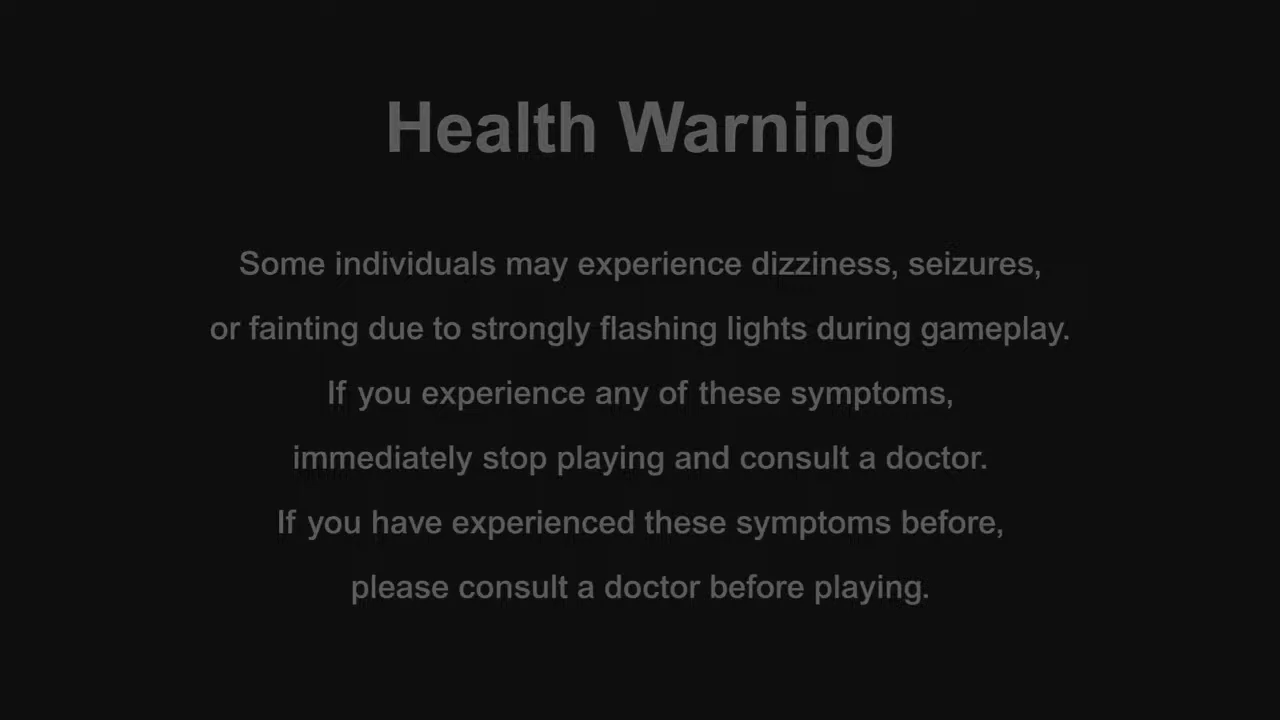 Health Warning
Some individuals may experience dizziness, seizures,
or fainting due to strongly flashing lights during gameplay.
If you experience any of these symptoms,
immediately stop playing and consult a doctor.
If you have experienced these symptoms before,
please consult a doctor before playing.